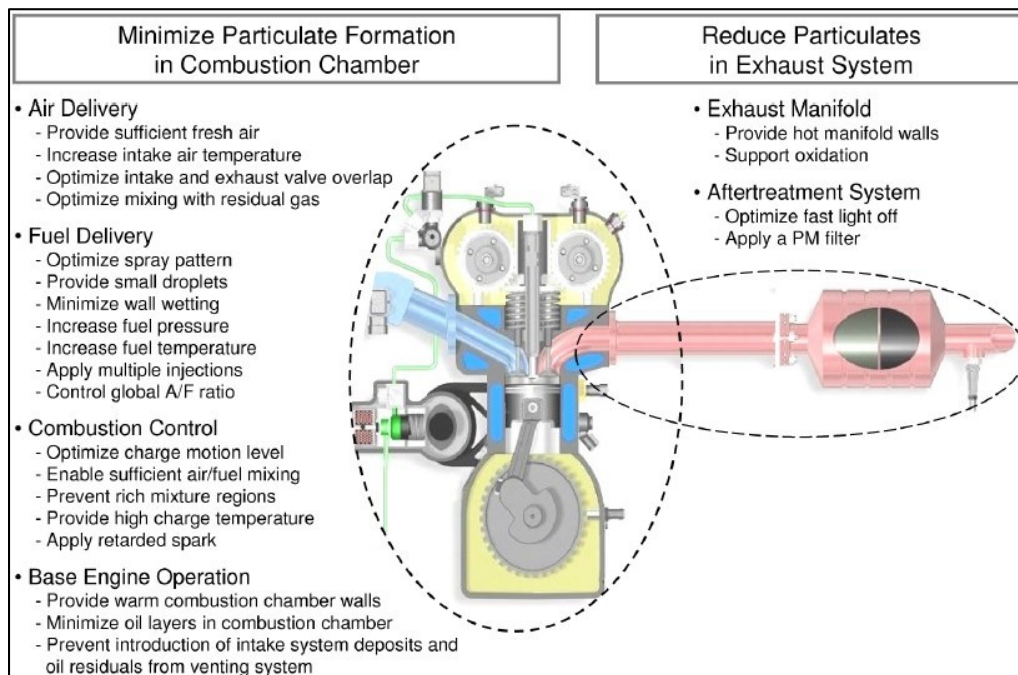 Minimize Particulate Formation
in Combustion Chamber
• Air Delivery
- Provide sufficient fresh air
- Increase intake air temperature
- Optimize intake and exhaust valve overlap
- Optimize mixing with residual gas
• Fuel Delivery
- Optimize spray pattern
- Provide small droplets
- Minimize wall wetting
- Increase fuel pressure
- Increase fuel temperature
- Apply multiple injections
- Control global A/F ratio
• Combustion Control
- Optimize charge motion level
- Enable sufficient air/fuel mixing
- Prevent rich mixture regions
- Provide high charge temperature
- Apply retarded spark
• Base Engine Operation
- Provide warm combustion chamber walls
- Minimize oil layers in combustion chamber
- Prevent introduction of intake system deposits and
oil residuals from venting system
Reduce Particulates
in Exhaust System
• Exhaust Manifold
- Provide hot manifold walls
- Support oxidation
• Aftertreatment System
- Optimize fast light off
- Apply a PM filter